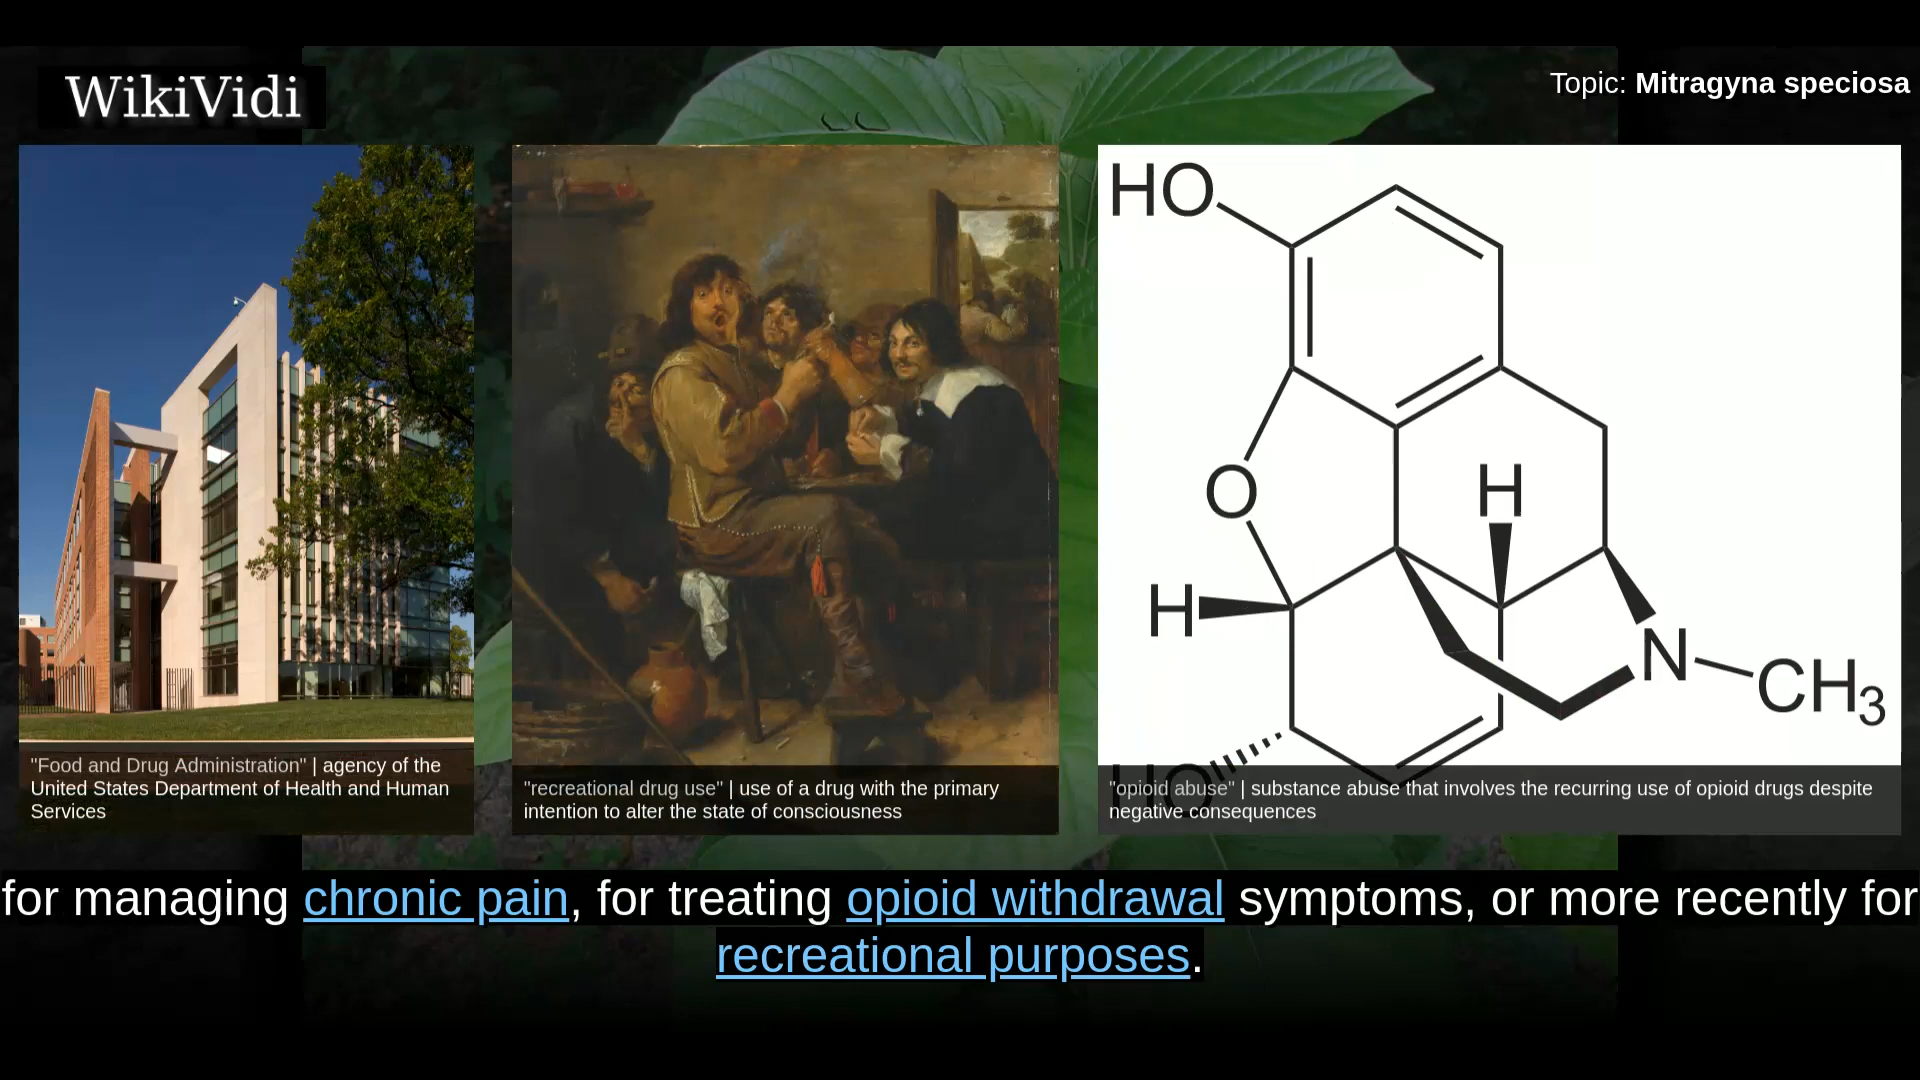 WikiVidi
Topic: Mitragyna speciosa
HO
O
H
H
N
CH3
HO
"Food and Drug Administration" | agency of the
United States Department of Health and Human
Services
"recreational drug use" | use of a drug with the primary
intention to alter the state of consciousness
"opioid abuse" | substance abuse that involves the recurring use of opioid drugs despite
negative consequences
for managing chronic pain, for treating opioid withdrawal symptoms, or more recently for
recreational purposes.